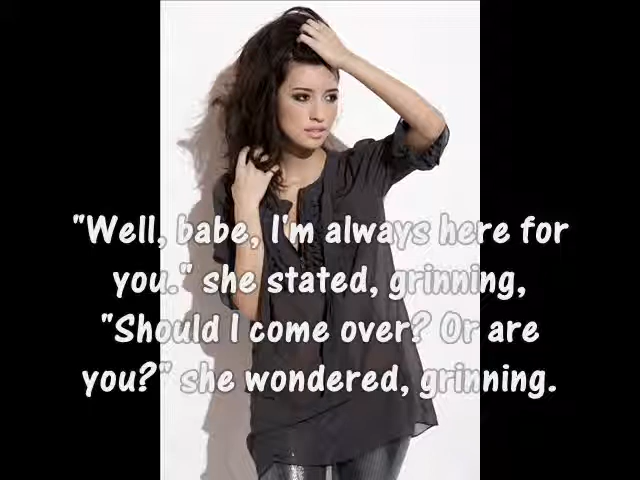 "Well, babe, I'm always here for
you." she stated, grinning,
"Should I come over? Or are
you?" she wondered, grinning.